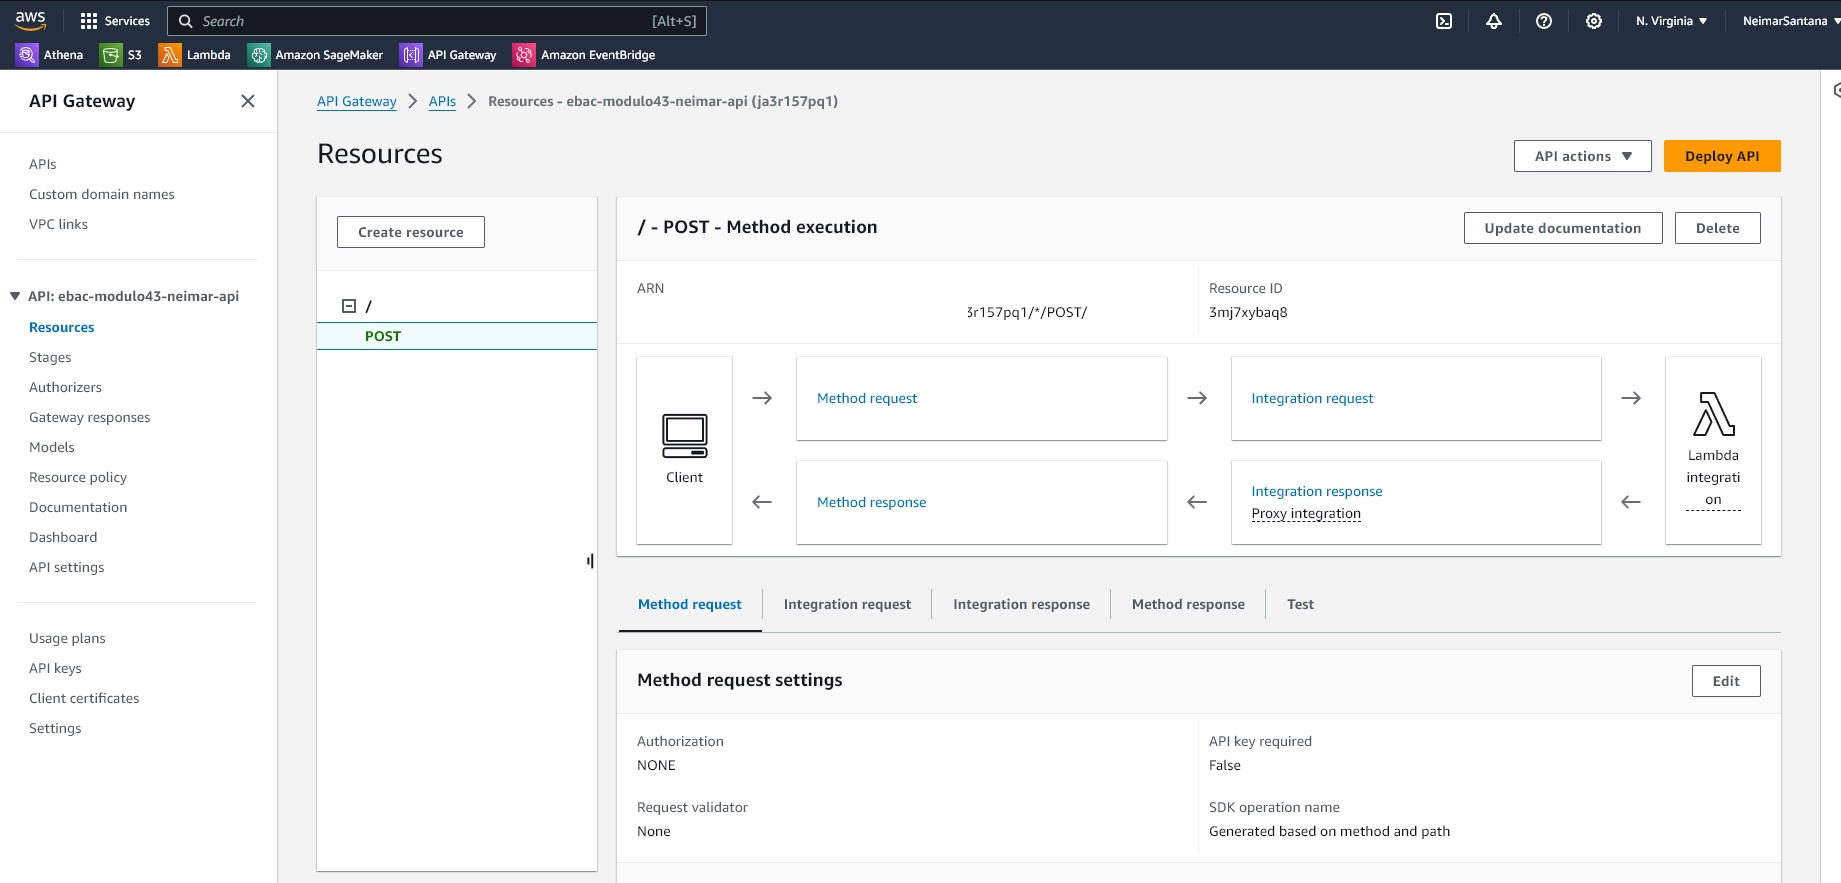 aws
Services
Search
[Alt+S]
N. Virginia
NeimarSantana
Athena
S3
Lambda
Amazon SageMaker
API Gateway
Amazon EventBridge
API Gateway
APIs
Custom domain names
VPC links
API: ebac-modulo43-neimar-api
Resources
Stages
Authorizers
Gateway responses
Models
Resource policy
Documentation
Dashboard
API settings
Usage plans
API keys
Client certificates
Settings
API Gateway
APIs
Resources - ebac-modulo43-neimar-api (ja3r157pq1)
Resources
API actions
Deploy API
Create resource
/
POST
/ - POST - Method execution
Update documentation
Delete
ARN
3r157pq1/*/POST/
Resource ID
3mj7xybaq8
Client
Method request
Integration request
Method response
Integration response
Proxy integration
Lambda
integrati
on
Method request
Integration request
Integration response
Method response
Test
Method request settings
Edit
Authorization
NONE
API key required
False
Request validator
None
SDK operation name
Generated based on method and path